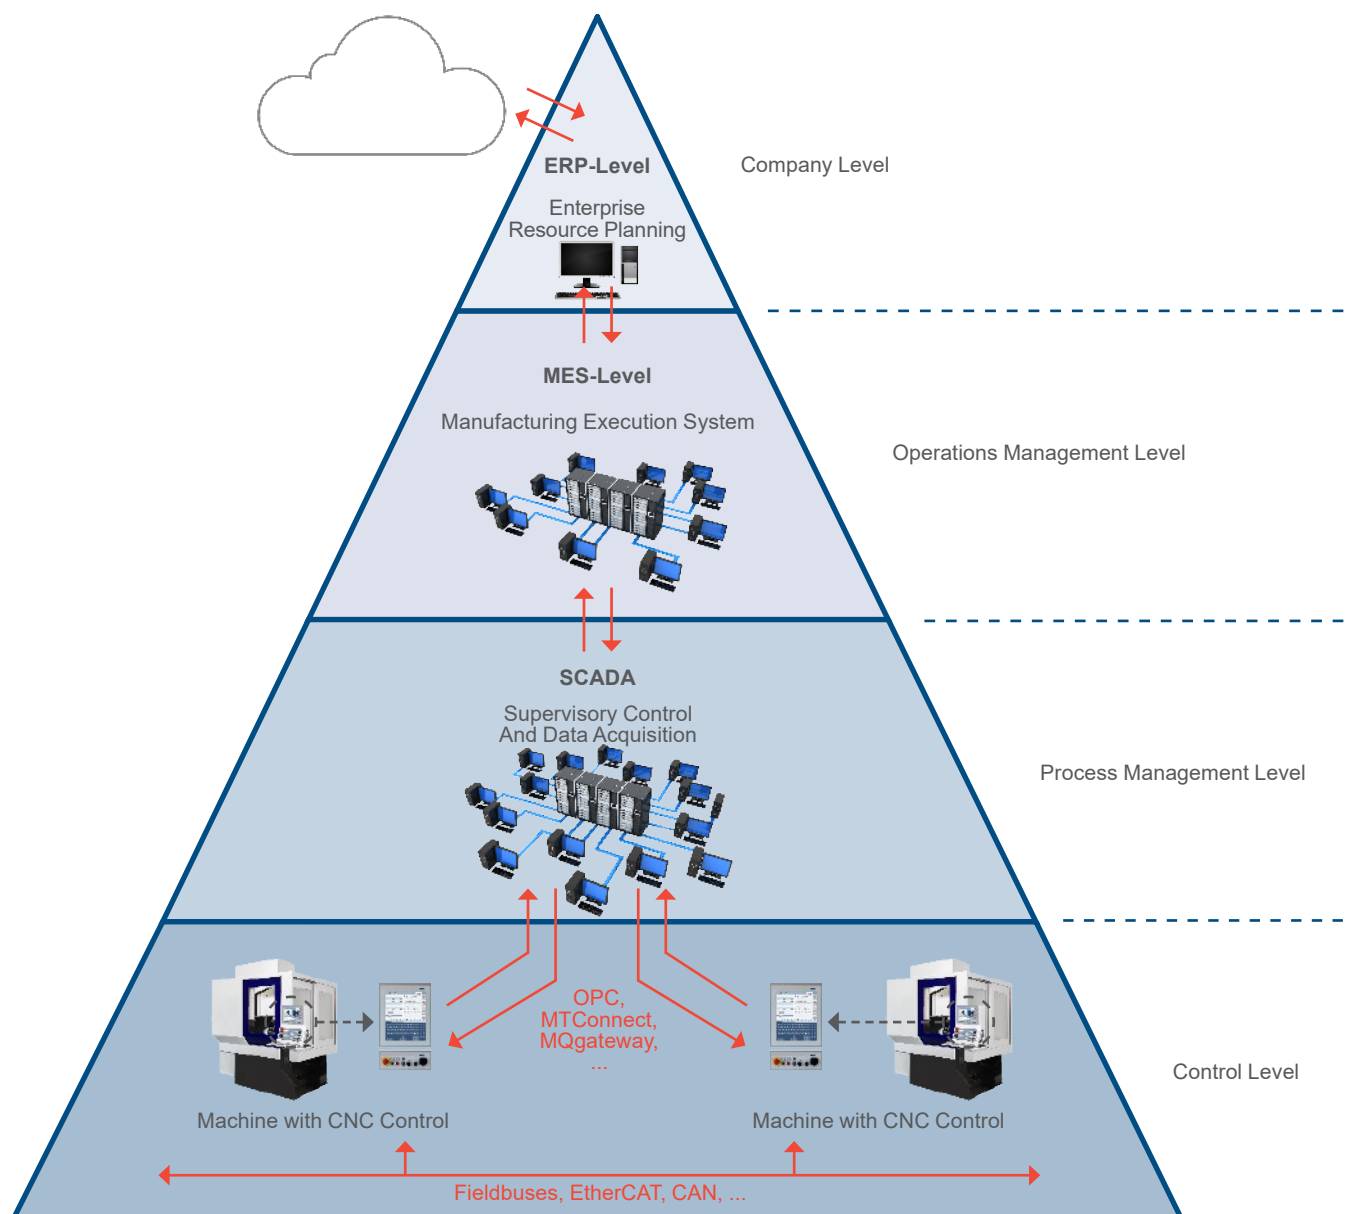 ERP-Level
Company Level
Enterprise
Resource Planning
MES-Level
Manufacturing Execution System
Operations Management Level
SCADA
Supervisory Control
And Data Acquisition
Process Management Level
OPC,
MTConnect,
MQgateway,
...
Control Level
Machine with CNC Control
Machine with CNC Control
Fieldbuses, EtherCAT, CAN, ...